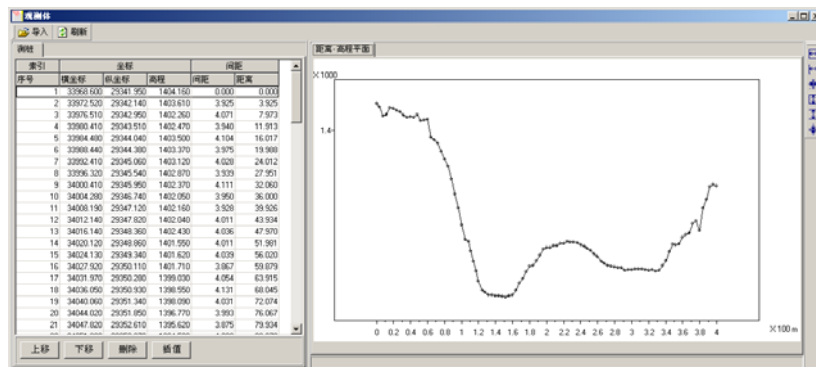 观测体
导入 刷新
测桩
距离-高程平面
索引 坐标 间距
序号 横坐标 纵坐标 高程 间距 距离
1 33968.600 29341.950 1404.160 0.000 0.000
2 33972.520 29342.140 1403.610 3.925 3.925
3 33976.510 29342.950 1402.260 4.071 7.973
4 33980.410 29343.510 1402.470 3.940 11.913
5 33984.480 29344.040 1403.500 4.104 16.017
6 33988.440 29344.380 1403.370 3.975 19.988
7 33992.410 29345.060 1403.120 4.028 24.012
8 33996.320 29345.540 1402.870 3.939 27.951
9 34000.410 29345.950 1402.370 4.111 32.060
10 34004.280 29346.740 1402.050 3.950 36.000
11 34008.190 29347.120 1402.160 3.928 39.926
12 34012.140 29347.820 1402.040 4.011 43.934
13 34016.140 29348.360 1402.430 4.036 47.970
14 34020.120 29348.860 1401.550 4.011 51.981
15 34024.130 29349.340 1401.620 4.039 56.020
16 34027.920 29350.110 1401.710 3.867 59.879
17 34031.970 29350.280 1399.030 4.054 63.915
18 34036.050 29350.930 1398.550 4.131 68.045
19 34040.060 29351.340 1398.090 4.031 72.074
20 34044.020 29351.850 1396.770 3.993 76.067
21 34047.820 29352.610 1395.620 3.875 79.934
上移 下移 删除 插值
X1000
1.4
0 0.2 0.4 0.6 0.8 1 1.2 1.4 1.6 1.8 2 2.2 2.4 2.6 2.8 3 3.2 3.4 3.6 3.8 4
X100 m